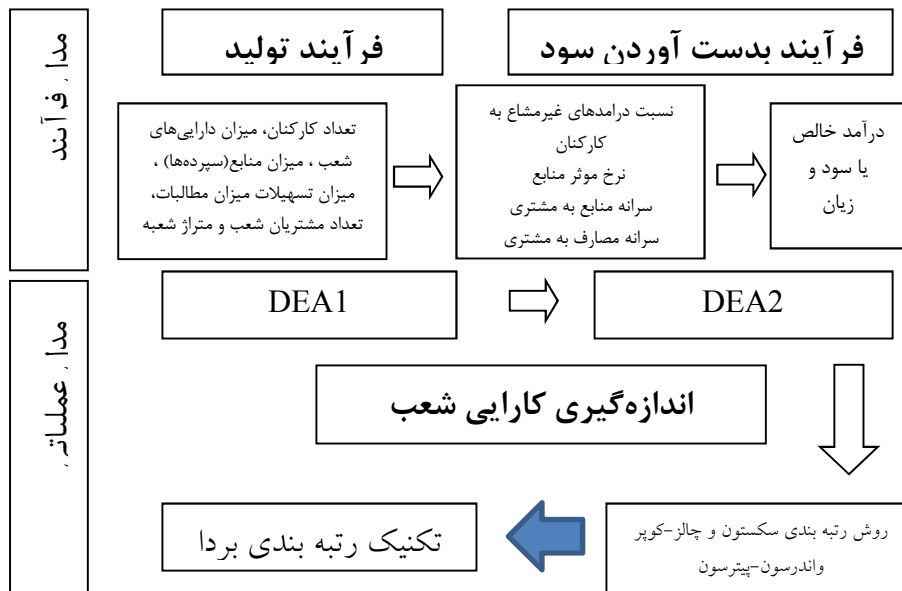 مدل فرآیند
فرآیند بدست آوردن سود
فرآیند تولید
درآمد خالص
یا سود و
زیان
نسبت درامدهای غیرمشاع به
کارکنان
نرخ موثر منابع
سرانه منابع به مشتری
سرانه مصارف به مشتری
تعداد کارکنان، میزان دارایی‌های
شعب ، میزان منابع(سپرده‌ها) ،
میزان تسهیلات میزان مطالبات،
تعداد مشتریان شعب و متراژ شعبه
مدل عملیاتی
DEA1
DEA2
اندازه‌گیری کارایی شعب
روش رتبه بندی سکستون و چالز-کوپر
واندرسون-پیترسون
تکنیک رتبه بندی بردا